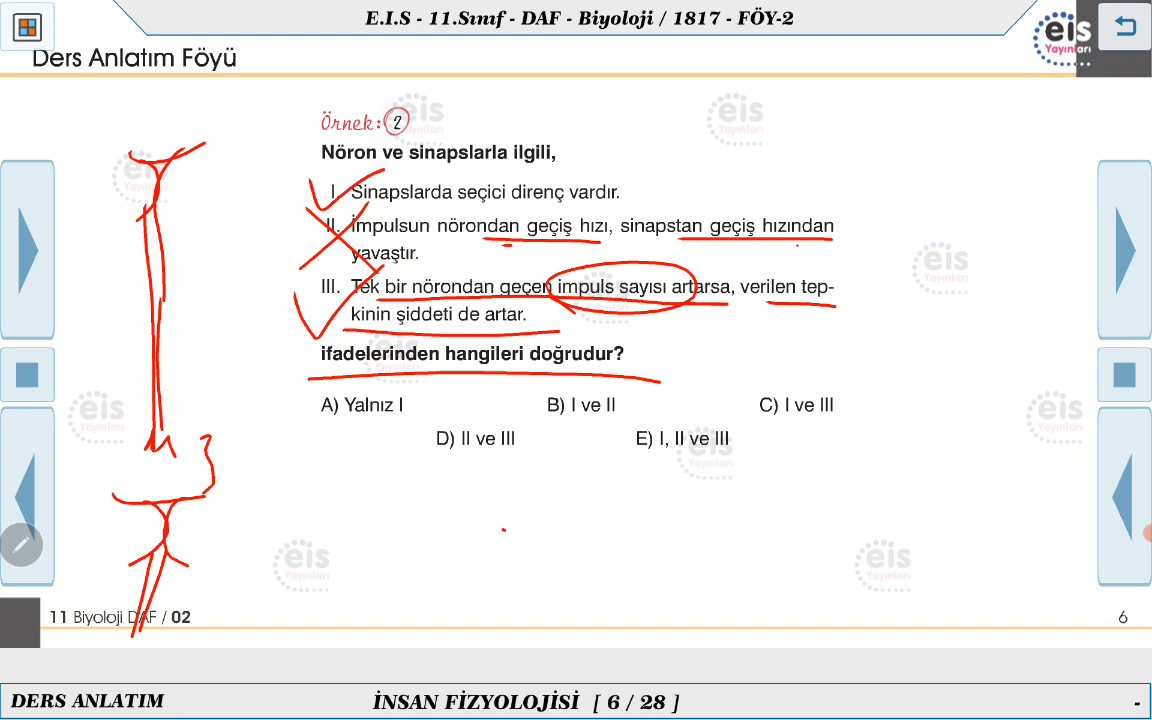 E.I.S - 11.Sınıf - DAF - Biyoloji / 1817 - FÖY-2
Ders Anlatım Föyü
eis
Yayınları
Örnek: 2
Nöron ve sinapslarla ilgili,
I. Sinapslarda seçici direnç vardır.
II. İmpulsun nörondan geçiş hızı, sinapstan geçiş hızından
yavaştır.
III. Tek bir nörondan geçen impuls sayısı artarsa, verilen tep-
kinin şiddeti de artar.
ifadelerinden hangileri doğrudur?
A) Yalnız I B) I ve II C) I ve III
D) II ve III E) I, II ve III
11 Biyoloji DAF / 02 6
DERS ANLATIM İNSAN FİZYOLOJİSİ [ 6 / 28 ] -